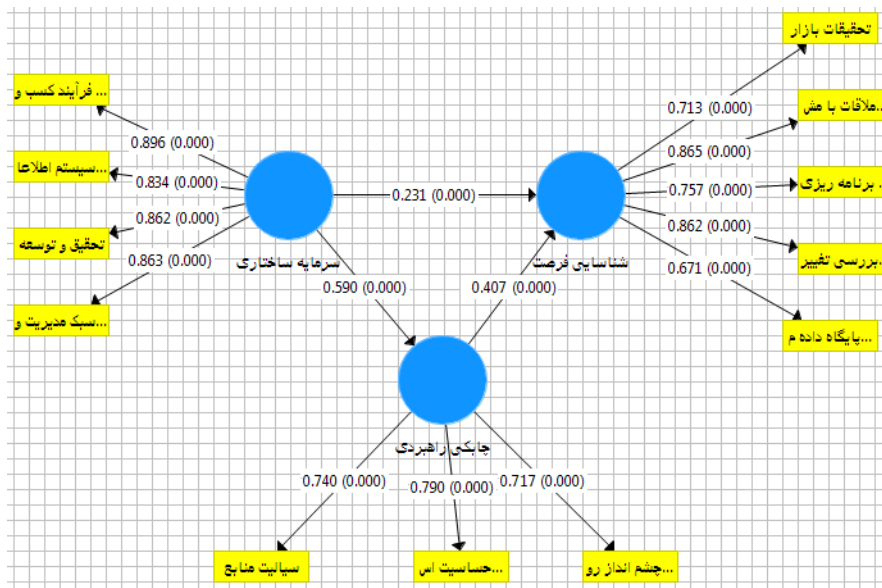 تحقیقات بازار
... فرآیند کسب و
0.713 (0.000)
...ملاقات با مش
0.896 (0.000)
0.865 (0.000)
...سیستم اطلاعا
0.834 (0.000)
0.231 (0.000)
0.757 (0.000)
... برنامه ریزی
0.862 (0.000)
0.862 (0.000)
تحقیق و توسعه
0.863 (0.000)
سرمایه ساختاری
شناسایی فرصت
0.671 (0.000)
...بررسی تغییر
0.590 (0.000)
0.407 (0.000)
...سبک مدیریت و
...پایگاه داده م
چابکی راهبردی
0.740 (0.000)
0.790 (0.000)
0.717 (0.000)
سیالیت منابع
...حساسیت اس
...چشم انداز رو